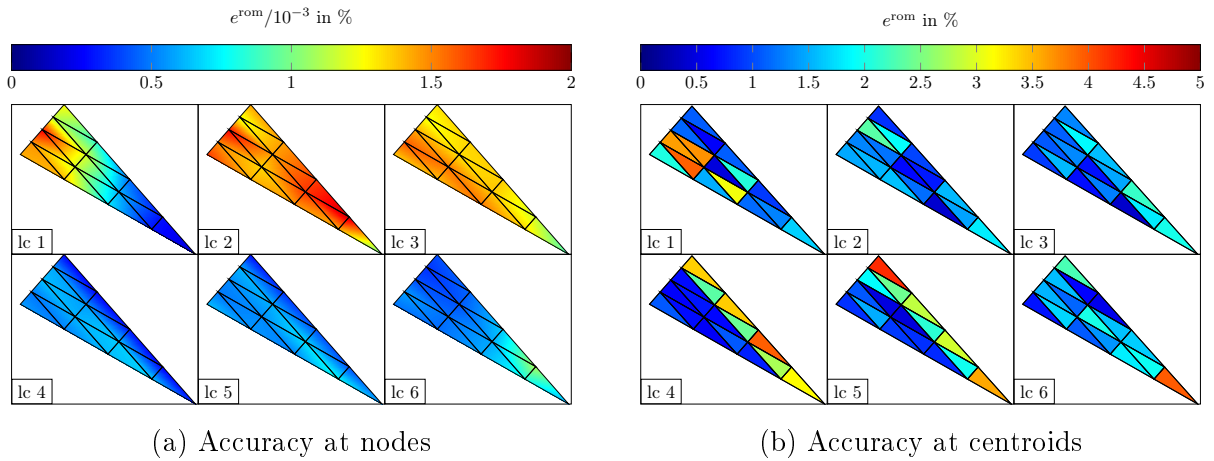 e^rom/10^−3 in %
0 0.5 1 1.5 2
lc 1 lc 2 lc 3
lc 4 lc 5 lc 6
(a) Accuracy at nodes
e^rom in %
0 0.5 1 1.5 2 2.5 3 3.5 4 4.5 5
lc 1 lc 2 lc 3
lc 4 lc 5 lc 6
(b) Accuracy at centroids